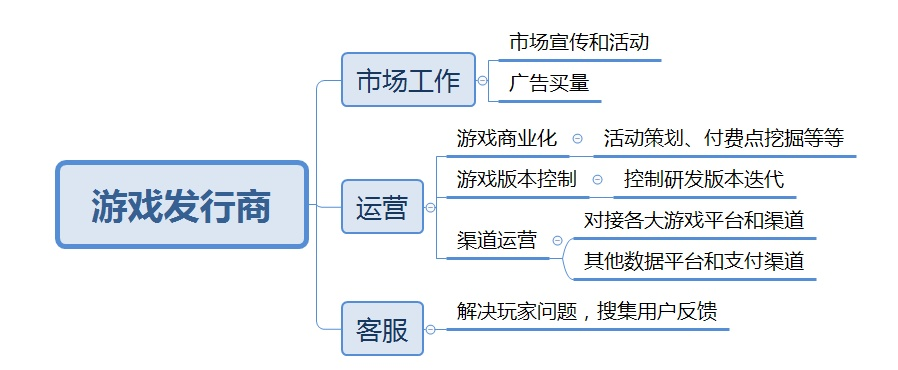 游戏发行商
市场工作
市场宣传和活动
广告买量
运营
游戏商业化
活动策划、付费点挖掘等等
游戏版本控制
控制研发版本迭代
渠道运营
对接各大游戏平台和渠道
其他数据平台和支付渠道
客服
解决玩家问题，搜集用户反馈